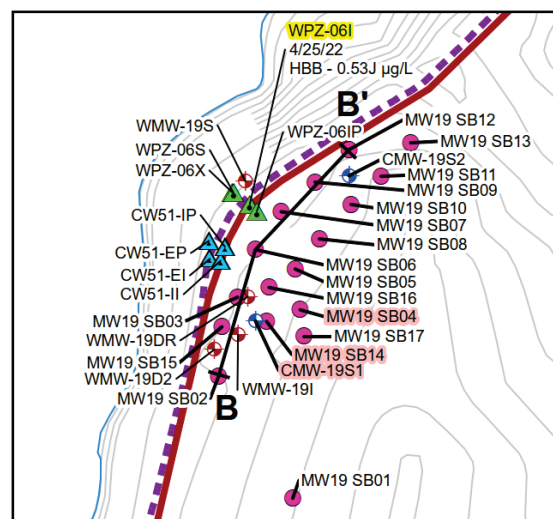 WPZ-06I
4/25/22
HBB - 0.53J µg/L
B'
WMW-19S
WPZ-06IP
MW19 SB12
WPZ-06S
MW19 SB13
WPZ-06X
CMW-19S2
MW19 SB11
MW19 SB09
CW51-IP
MW19 SB10
MW19 SB07
CW51-EP
MW19 SB08
CW51-EI
MW19 SB06
CW51-II
MW19 SB05
MW19 SB16
MW19 SB03
MW19 SB04
WMW-19DR
MW19 SB17
MW19 SB15
MW19 SB14
WMW-19D2
CMW-19S1
MW19 SB02
WMW-19I
B
MW19 SB01